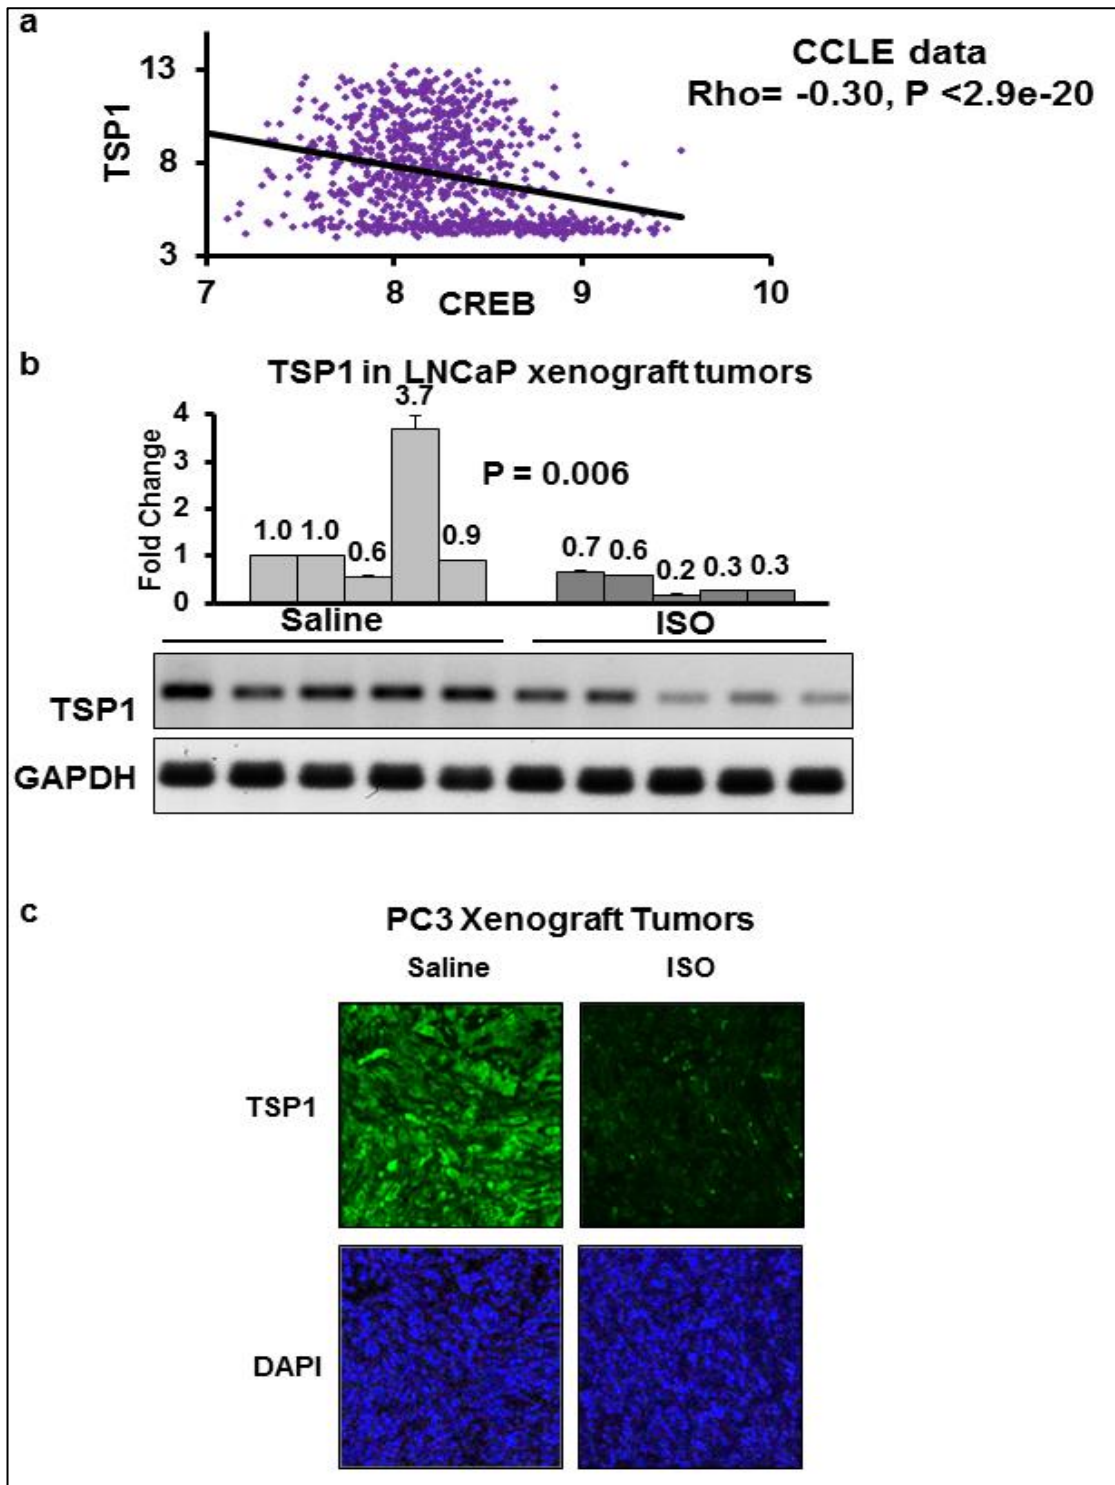 a
13
8
3
TSP1
7 8 9 10
CREB
CCLE data
Rho= -0.30, P <2.9e-20
b
TSP1 in LNCaP xenograft tumors
4
3
2
1
0
Fold Change
1.0 1.0 0.6 3.7 0.9
P = 0.006
0.7 0.6 0.2 0.3 0.3
Saline ISO
TSP1
GAPDH
c
PC3 Xenograft Tumors
Saline ISO
TSP1
DAPI